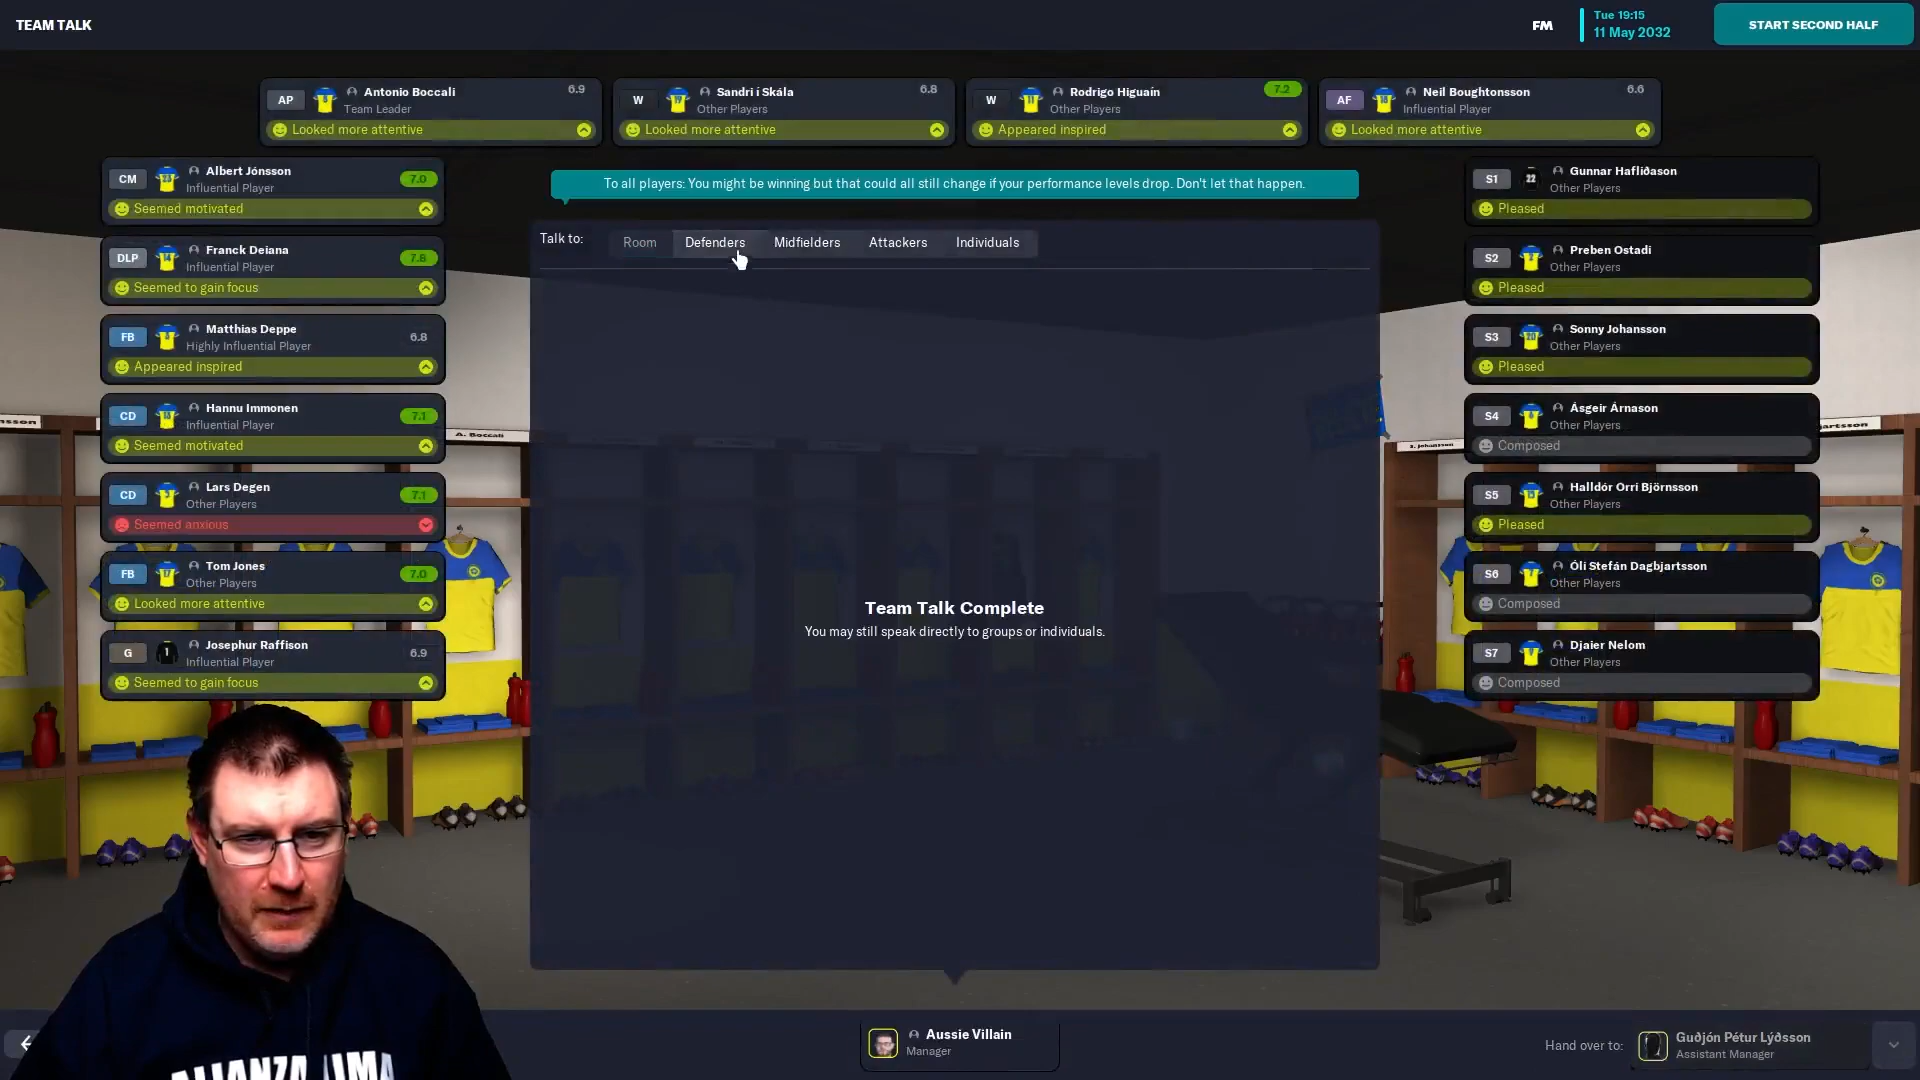 TEAM TALK
FM
Tue 19:15
11 May 2032
START SECOND HALF
AP
Antonio Boccali
Team Leader
6.9
Looked more attentive
W
Sandri í Skála
Other Players
6.8
Looked more attentive
W
Rodrigo Higuaín
Other Players
7.2
Appeared inspired
AF
Neil Boughtonsson
Influential Player
6.6
Looked more attentive
CM
Albert Jónsson
Influential Player
7.0
Seemed motivated
DLP
Franck Deiana
Influential Player
7.8
Seemed to gain focus
FB
Matthias Deppe
Highly Influential Player
6.8
Appeared inspired
CD
Hannu Immonen
Influential Player
7.1
Seemed motivated
CD
Lars Degen
Other Players
7.1
Seemed anxious
FB
Tom Jones
Other Players
7.0
Looked more attentive
G
1
Josephur Raffison
Influential Player
6.9
Seemed to gain focus
To all players: You might be winning but that could all still change if your performance levels drop. Don't let that happen.
Talk to:
Room
Defenders
Midfielders
Attackers
Individuals
Team Talk Complete
You may still speak directly to groups or individuals.
S1
22
Gunnar Hafliðason
Other Players
Pleased
S2
Preben Ostadi
Other Players
Pleased
S3
Sonny Johansson
Other Players
Pleased
S4
Ásgeir Árnason
Other Players
Composed
S5
Halldór Orri Björnsson
Other Players
Pleased
S6
Óli Stefán Dagbjartsson
Other Players
Composed
S7
Djaier Nelom
Other Players
Composed
A. Boccali
ALIANZA LIMA
Aussie Villain
Manager
Hand over to:
Guðjón Pétur Lýðsson
Assistant Manager